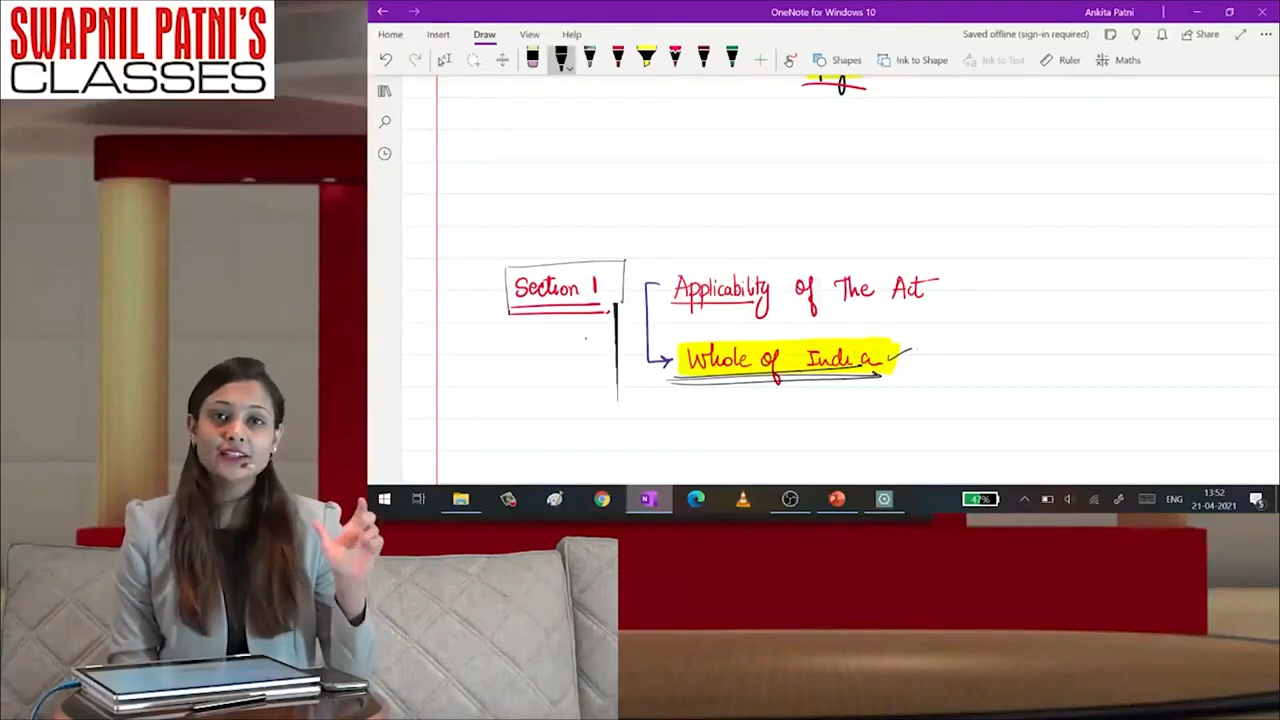 SWAPNIL PATNI'S
CLASSES
OneNote for Windows 10
Ankita Patni
Home Insert Draw View Help
Saved offline (sign-in required)
Share
Shapes
Ink to Shape
Ink to Text
Ruler
Maths
Section 1
Applicability of The Act
Whole of India
47%
ENG
13:52
21-04-2021
5